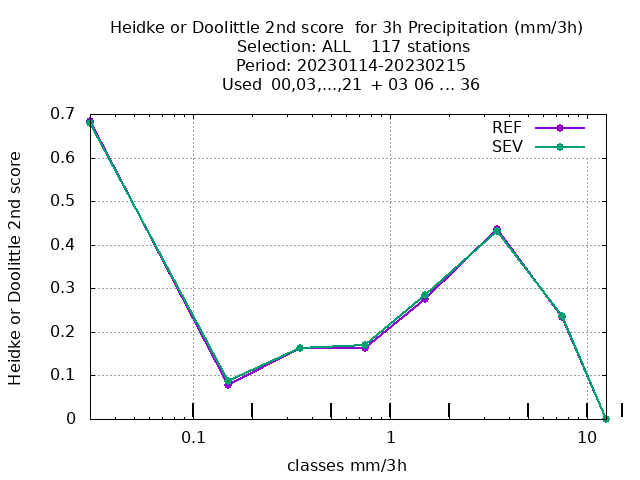 Heidke or Doolittle 2nd score  for 3h Precipitation (mm/3h)
Selection: ALL    117 stations
Period: 20230114-20230215
Used  00,03,...,21  + 03 06 ... 36
REF
SEV
0.7
0.6
0.5
0.4
0.3
0.2
0.1
0
Heidke or Doolittle 2nd score
0.1 1 10
classes mm/3h